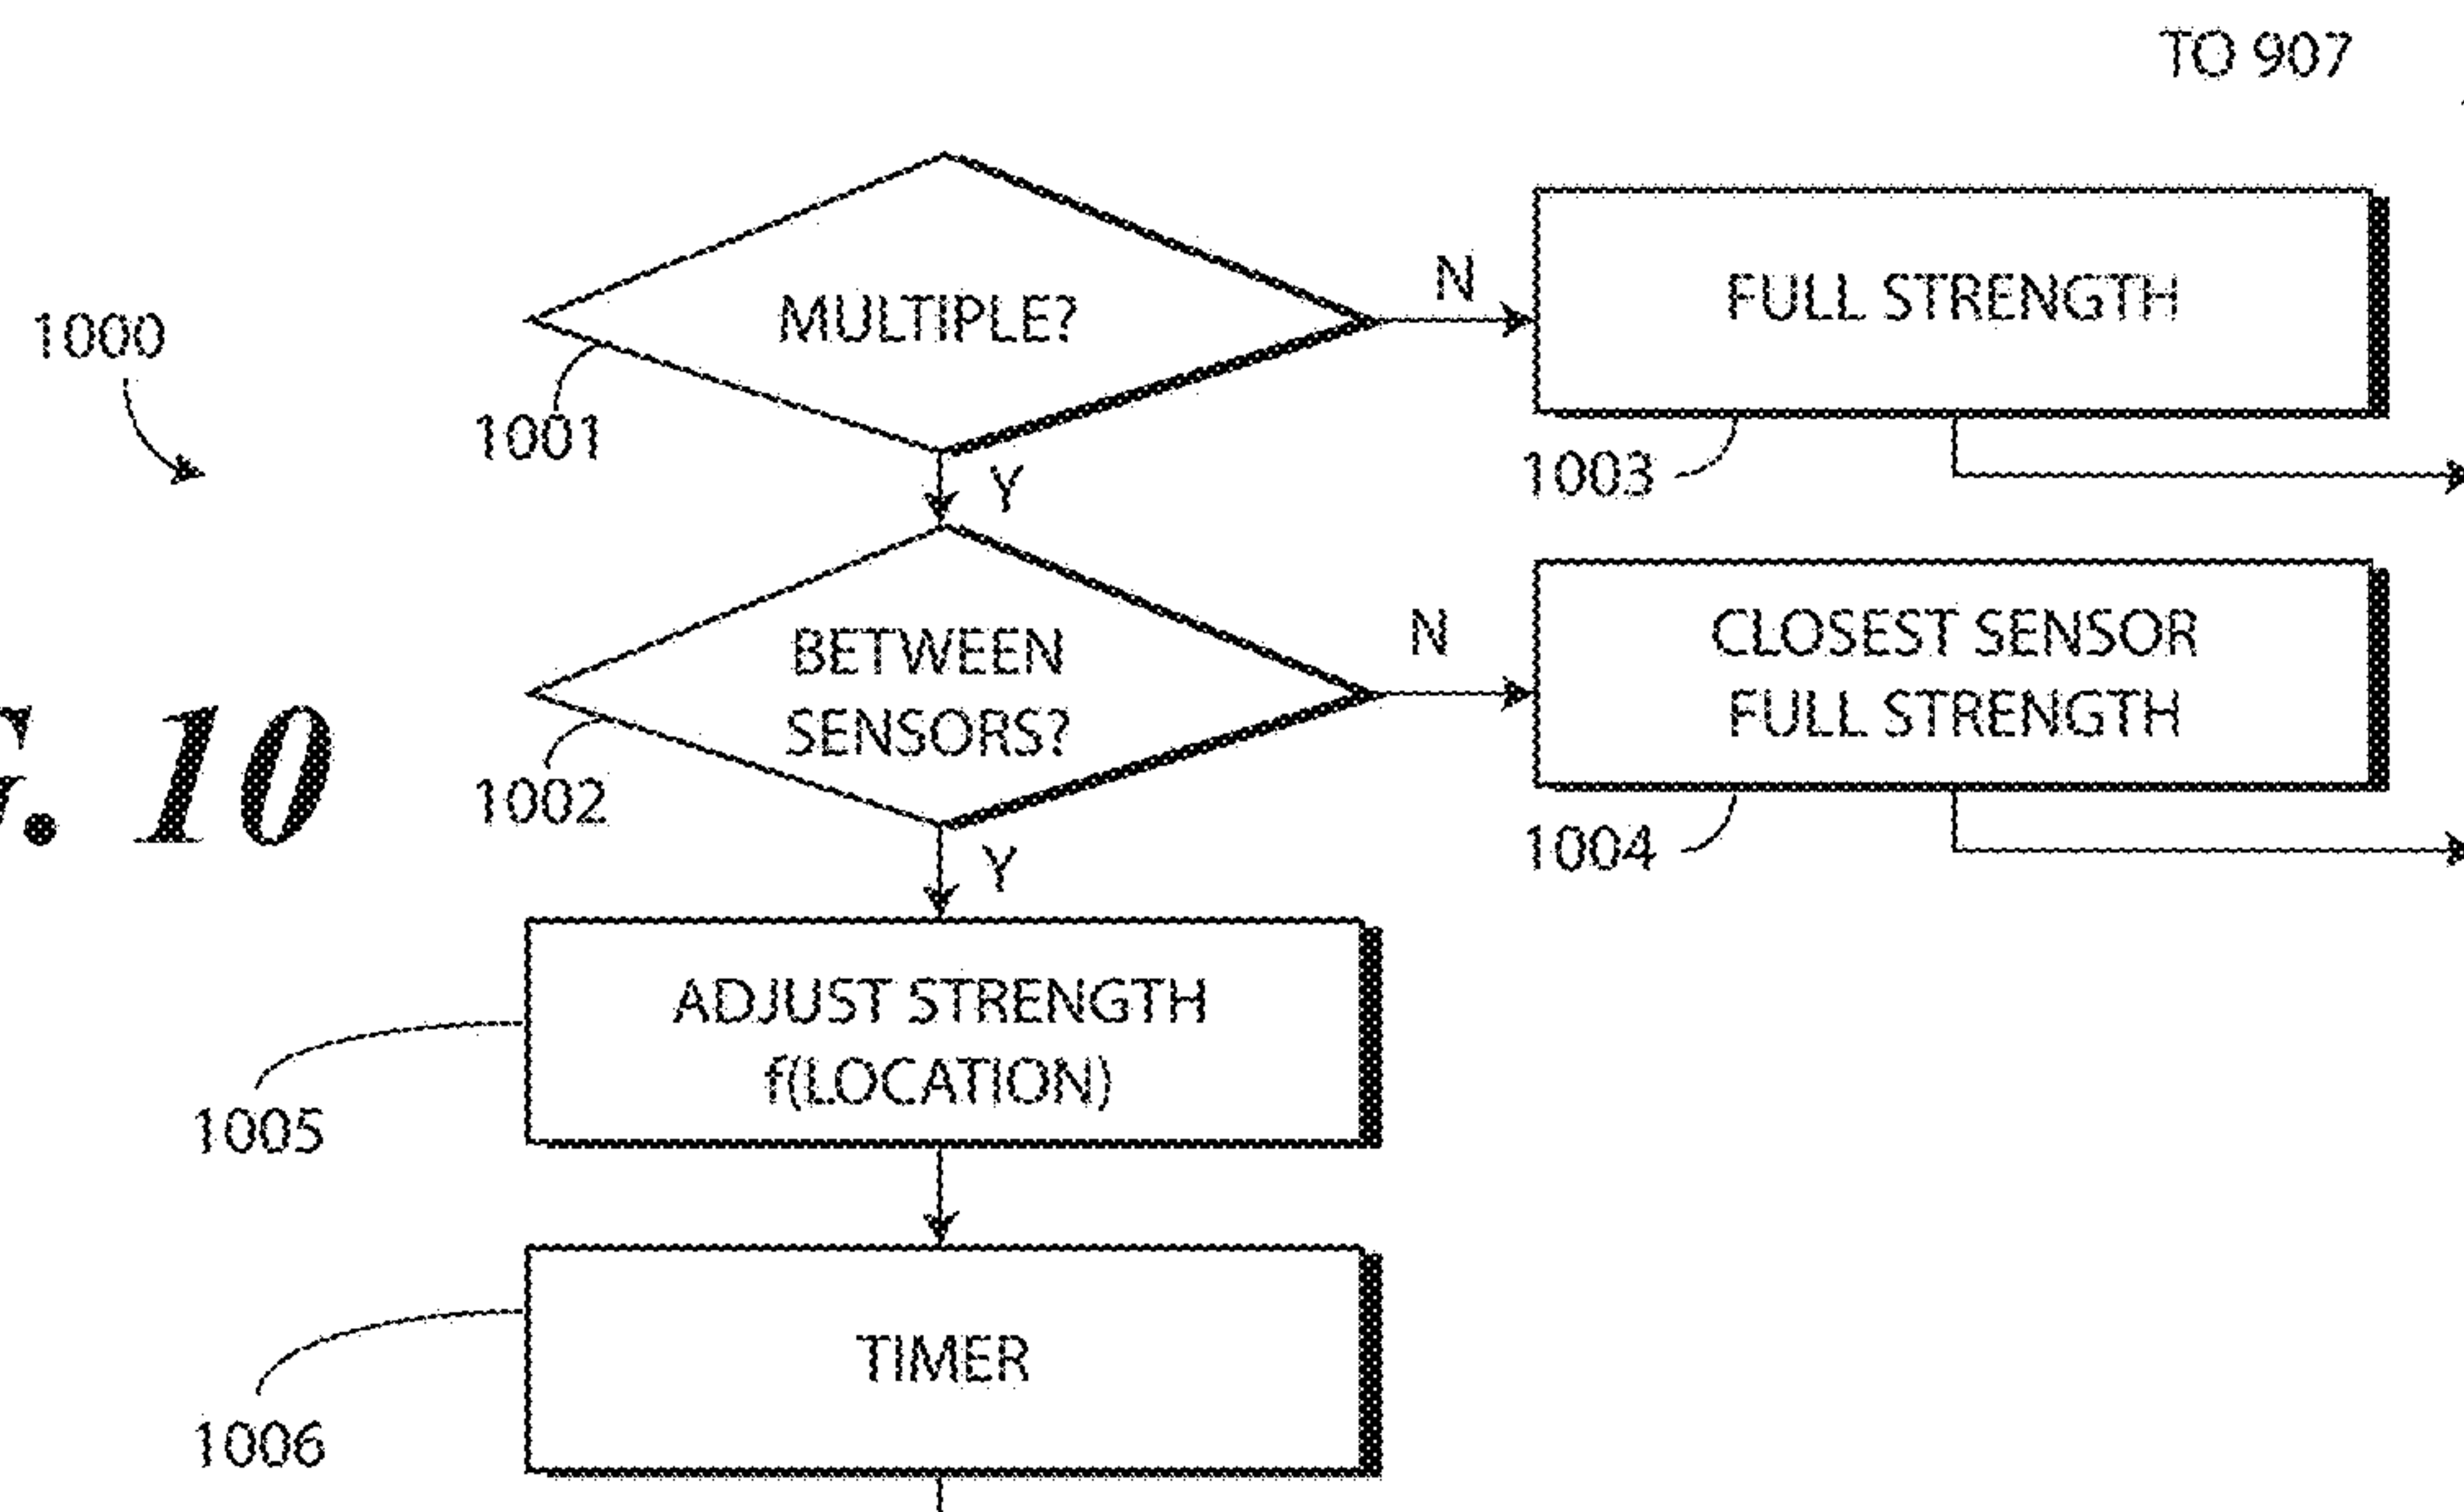 TO 907
MULTIPLE?
N
FULL STRENGTH
1000
1001
Y
1003
BETWEEN
SENSORS?
N
CLOSEST SENSOR
FULL STRENGTH
10
1002
Y
1004
ADJUST STRENGTH
f(LOCATION)
1005
TIMER
1006